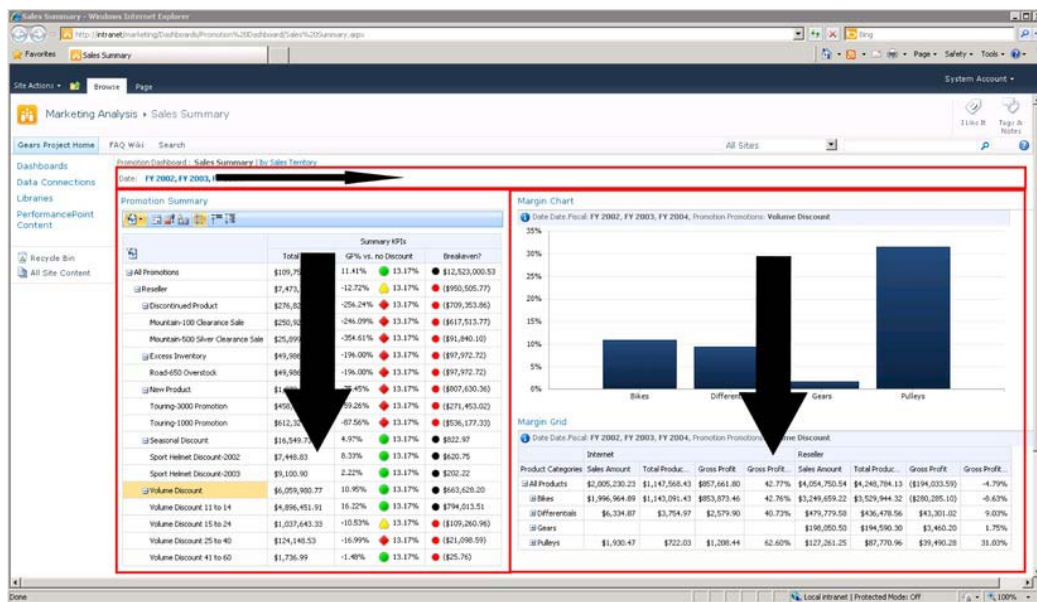 Sales Summary - Windows Internet Explorer
http://intranet/marketing/Dashboards/Promotion%20Dashboard/Sales%20Summary.aspx
Bing
Favorites Sales Summary
Page Safety Tools
System Account
Site Actions Browse Page
Marketing Analysis Sales Summary
I Like It Tags & Notes
Gears Project Home FAQ Wiki Search All Sites
Dashboards
Data Connections
Libraries
PerformancePoint Content
Recycle Bin
All Site Content
Promotion Dashboard : Sales Summary | by Sales Territory
Date: FY 2002, FY 2003,
Promotion Summary
Summary KPIs
Total GP% vs. no Discount Breakeven?
All Promotions $109,75 11.41% 13.17% $12,523,000.53
Reseller $7,473, -12.72% 13.17% ($950,505.77)
Discontinued Product $276,82 -256.24% 13.17% ($709,353.86)
Mountain-100 Clearance Sale $250,92 -246.09% 13.17% ($617,513.77)
Mountain-500 Silver Clearance Sale $25,899 -354.61% 13.17% ($91,840.10)
Excess Inventory $49,986 -196.00% 13.17% ($97,972.72)
Road-650 Overstock $49,986 -196.00% 13.17% ($97,972.72)
New Product 13.17% ($807,630.36)
Touring-3000 Promotion $458, 13.17% ($271,453.02)
Touring-1000 Promotion $612,32 -87.56% 13.17% ($536,177.33)
Seasonal Discount $16,549.73 4.97% 13.17% $822.97
Sport Helmet Discount-2002 $7,448.83 8.33% 13.17% $620.75
Sport Helmet Discount-2003 $9,100.90 2.22% 13.17% $202.22
Volume Discount $6,059,980.77 10.95% 13.17% $663,628.20
Volume Discount 11 to 14 $4,896,451.91 16.22% 13.17% $794,013.51
Volume Discount 15 to 24 $1,037,643.33 -10.53% 13.17% ($109,260.96)
Volume Discount 25 to 40 $124,148.53 -16.99% 13.17% ($21,098.59)
Volume Discount 41 to 60 $1,736.99 -1.48% 13.17% ($25.76)
Margin Chart
Date Date.Fiscal: FY 2002, FY 2003, FY 2004, Promotion Promotions: Volume Discount
35%
30%
25%
20%
15%
10%
5%
0%
Bikes Different Gears Pulleys
Margin Grid
Date Date.Fiscal: FY 2002, FY 2003, FY 2004, Promotion Discount
Internet Reseller
Product Categories Sales Amount Total Produc... Gross Profit Gross Profit... Sales Amount Total Produc... Gross Profit Gross Profit...
All Products $2,005,230.23 $1,147,568.43 $857,661.80 42.77% $4,054,750.54 $4,248,784.13 ($194,033.59) -4.79%
Bikes $1,996,964.89 $1,143,091.43 $853,873.46 42.76% $3,249,659.22 $3,529,944.32 ($280,285.10) -8.63%
Differentials $6,334.87 $3,754.97 $2,579.90 40.73% $479,779.58 $436,478.56 $43,301.02 9.03%
Gears $198,050.50 $194,590.30 $3,460.20 1.75%
Pulleys $1,930.47 $722.03 $1,208.44 62.60% $127,261.25 $87,770.96 $39,490.28 31.03%
Done Local intranet | Protected Mode: Off 100%